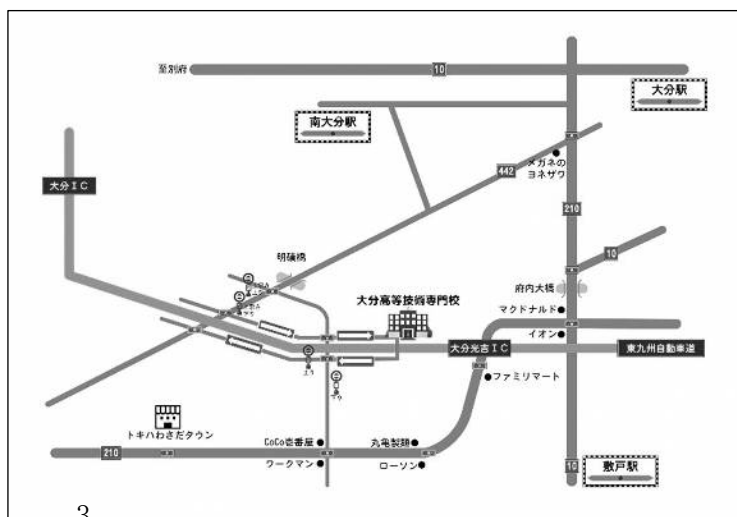 至別府
10
大分駅
南大分駅
メガネの
ヨネザワ
442
大分IC
210
10
明磧橋
府内大橋
大分高等技術専門校
マクドナルド
イオン
大分光吉IC
東九州自動車道
ファミリマート
トキハわさだタウン
CoCo壱番屋
丸亀製麺
210
ワークマン
ローソン
10
敷戸駅
3